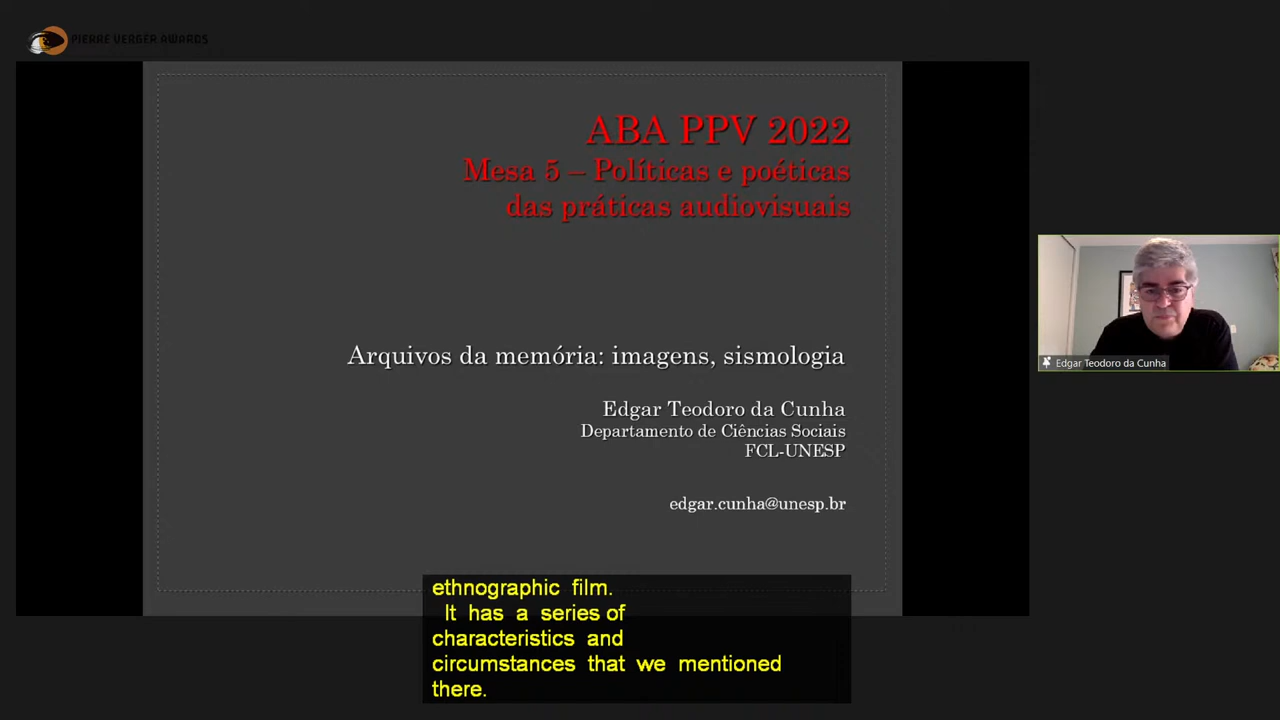 PIERRE VERGER AWARDS
ABA PPV 2022
Mesa 5 – Políticas e poéticas
das práticas audiovisuais
Arquivos da memória: imagens, sismologia
Edgar Teodoro da Cunha
Departamento de Ciências Sociais
FCL-UNESP
edgar.cunha@unesp.br
Edgar Teodoro da Cunha
ethnographic film.
It has a series of
characteristics and
circumstances that we mentioned
there.